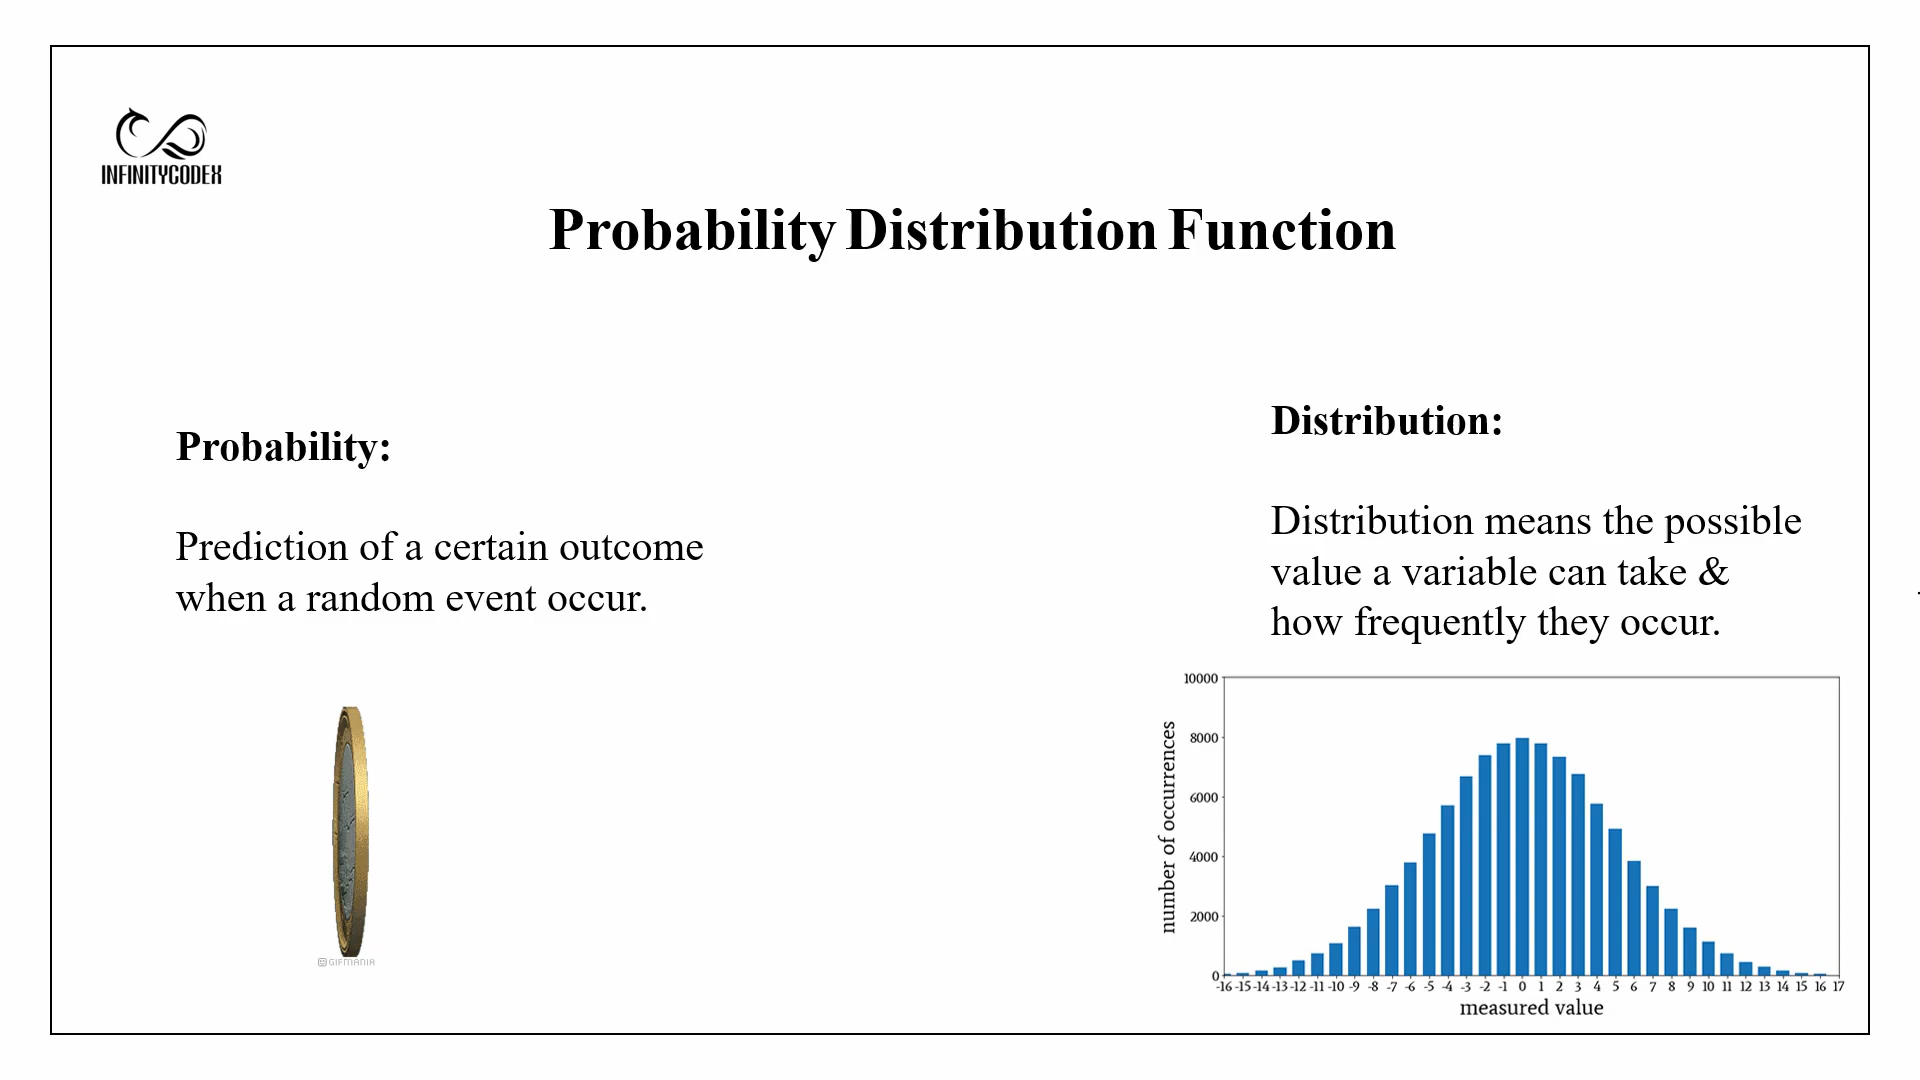 INFINITYCODEX
Probability Distribution Function
Probability:
Prediction of a certain outcome
when a random event occur.
GIFMANIA
Distribution:
Distribution means the possible
value a variable can take &
how frequently they occur.
number of occurrences
10000
8000
6000
4000
2000
0
-16 -15 -14 -13 -12 -11 -10 -9 -8 -7 -6 -5 -4 -3 -2 -1 0 1 2 3 4 5 6 7 8 9 10 11 12 13 14 15 16 17
measured value